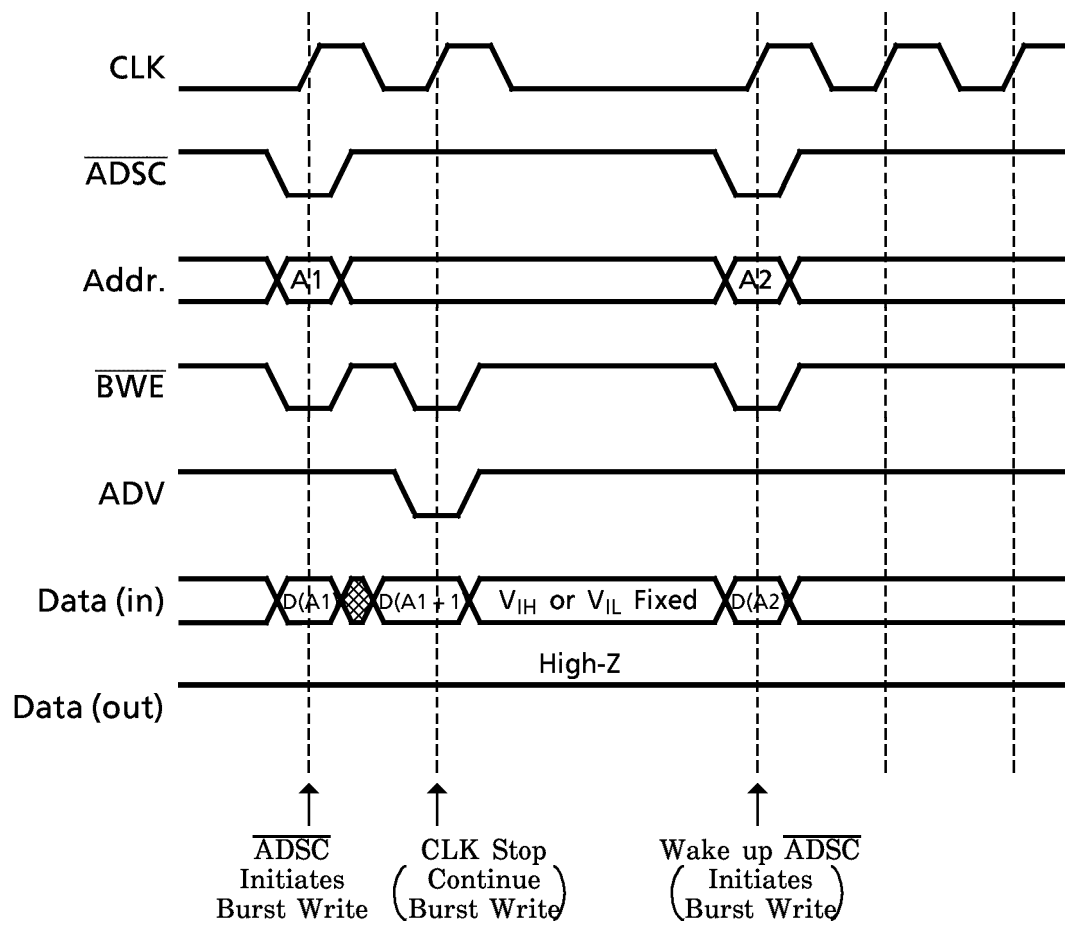 CLK
ADSC
Addr. A1 A2
BWE
ADV
Data (in) D(A1) D(A1 + 1 VIH or VIL Fixed D(A2)
High-Z
Data (out)
ADSC
Initiates
Burst Write
CLK Stop
( Continue
Burst Write )
Wake up ADSC
( Initiates
Burst Write )